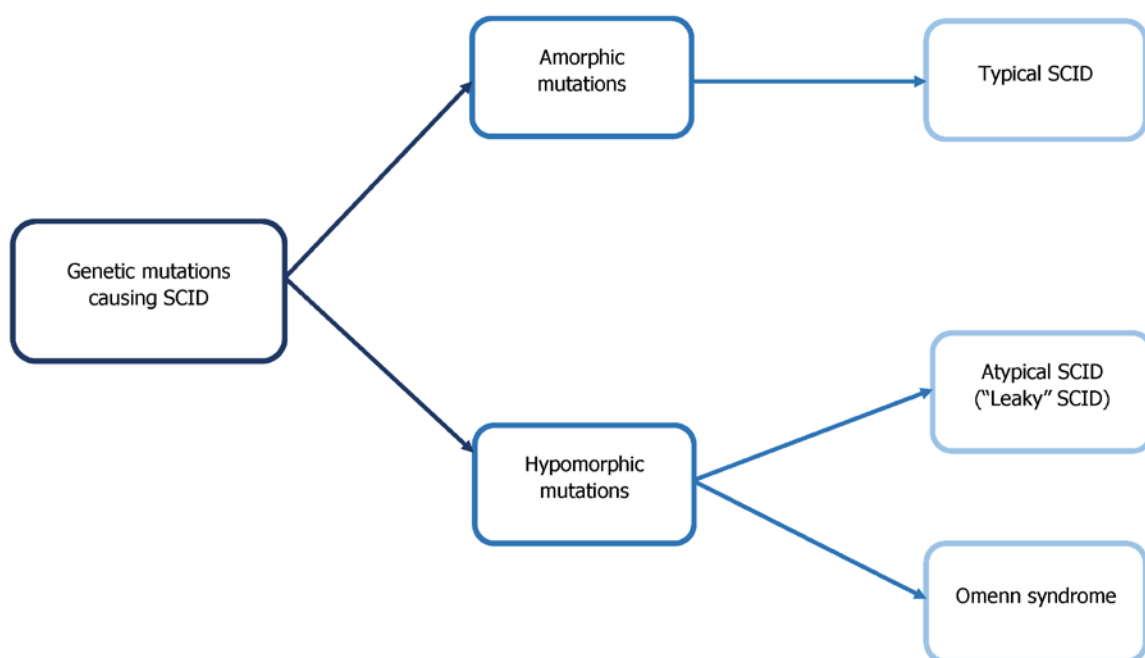 Amorphic
mutations
Typical SCID
Genetic mutations
causing SCID
Atypical SCID
("Leaky" SCID)
Hypomorphic
mutations
Omenn syndrome